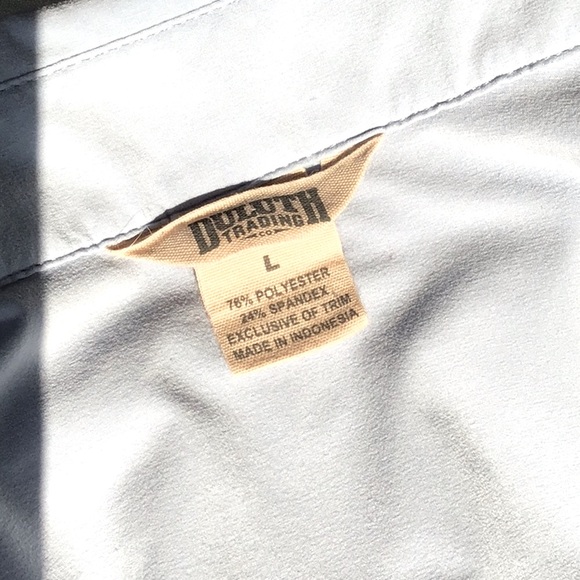 DULUTH
TRADING
CO
L
76% POLYESTER
24% SPANDEX
EXCLUSIVE OF TRIM
MADE IN INDONESIA